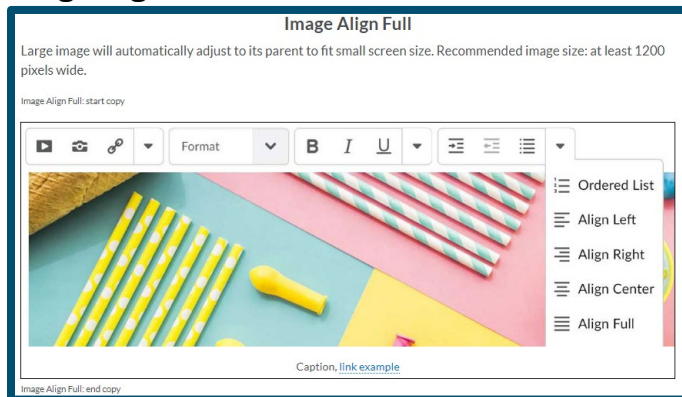 Image Align Full
Large image will automatically adjust to its parent to fit small screen size. Recommended image size: at least 1200
pixels wide.
Image Align Full: start copy
Format
B I U
Ordered List
Align Left
Align Right
Align Center
Align Full
Caption, link example
Image Align Full: end copy